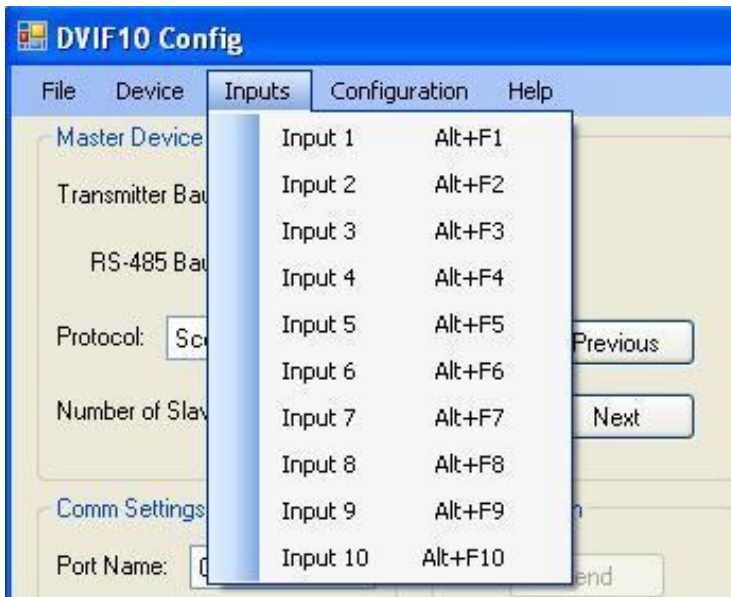 DVIF10 Config
File Device Inputs Configuration Help
Master Device
Transmitter
RS-485
Protocol:
Number of
Previous
Next
Comm Settings
Port Name:
Input 1 Alt+F1
Input 2 Alt+F2
Input 3 Alt+F3
Input 4 Alt+F4
Input 5 Alt+F5
Input 6 Alt+F6
Input 7 Alt+F7
Input 8 Alt+F8
Input 9 Alt+F9
Input 10 Alt+F10